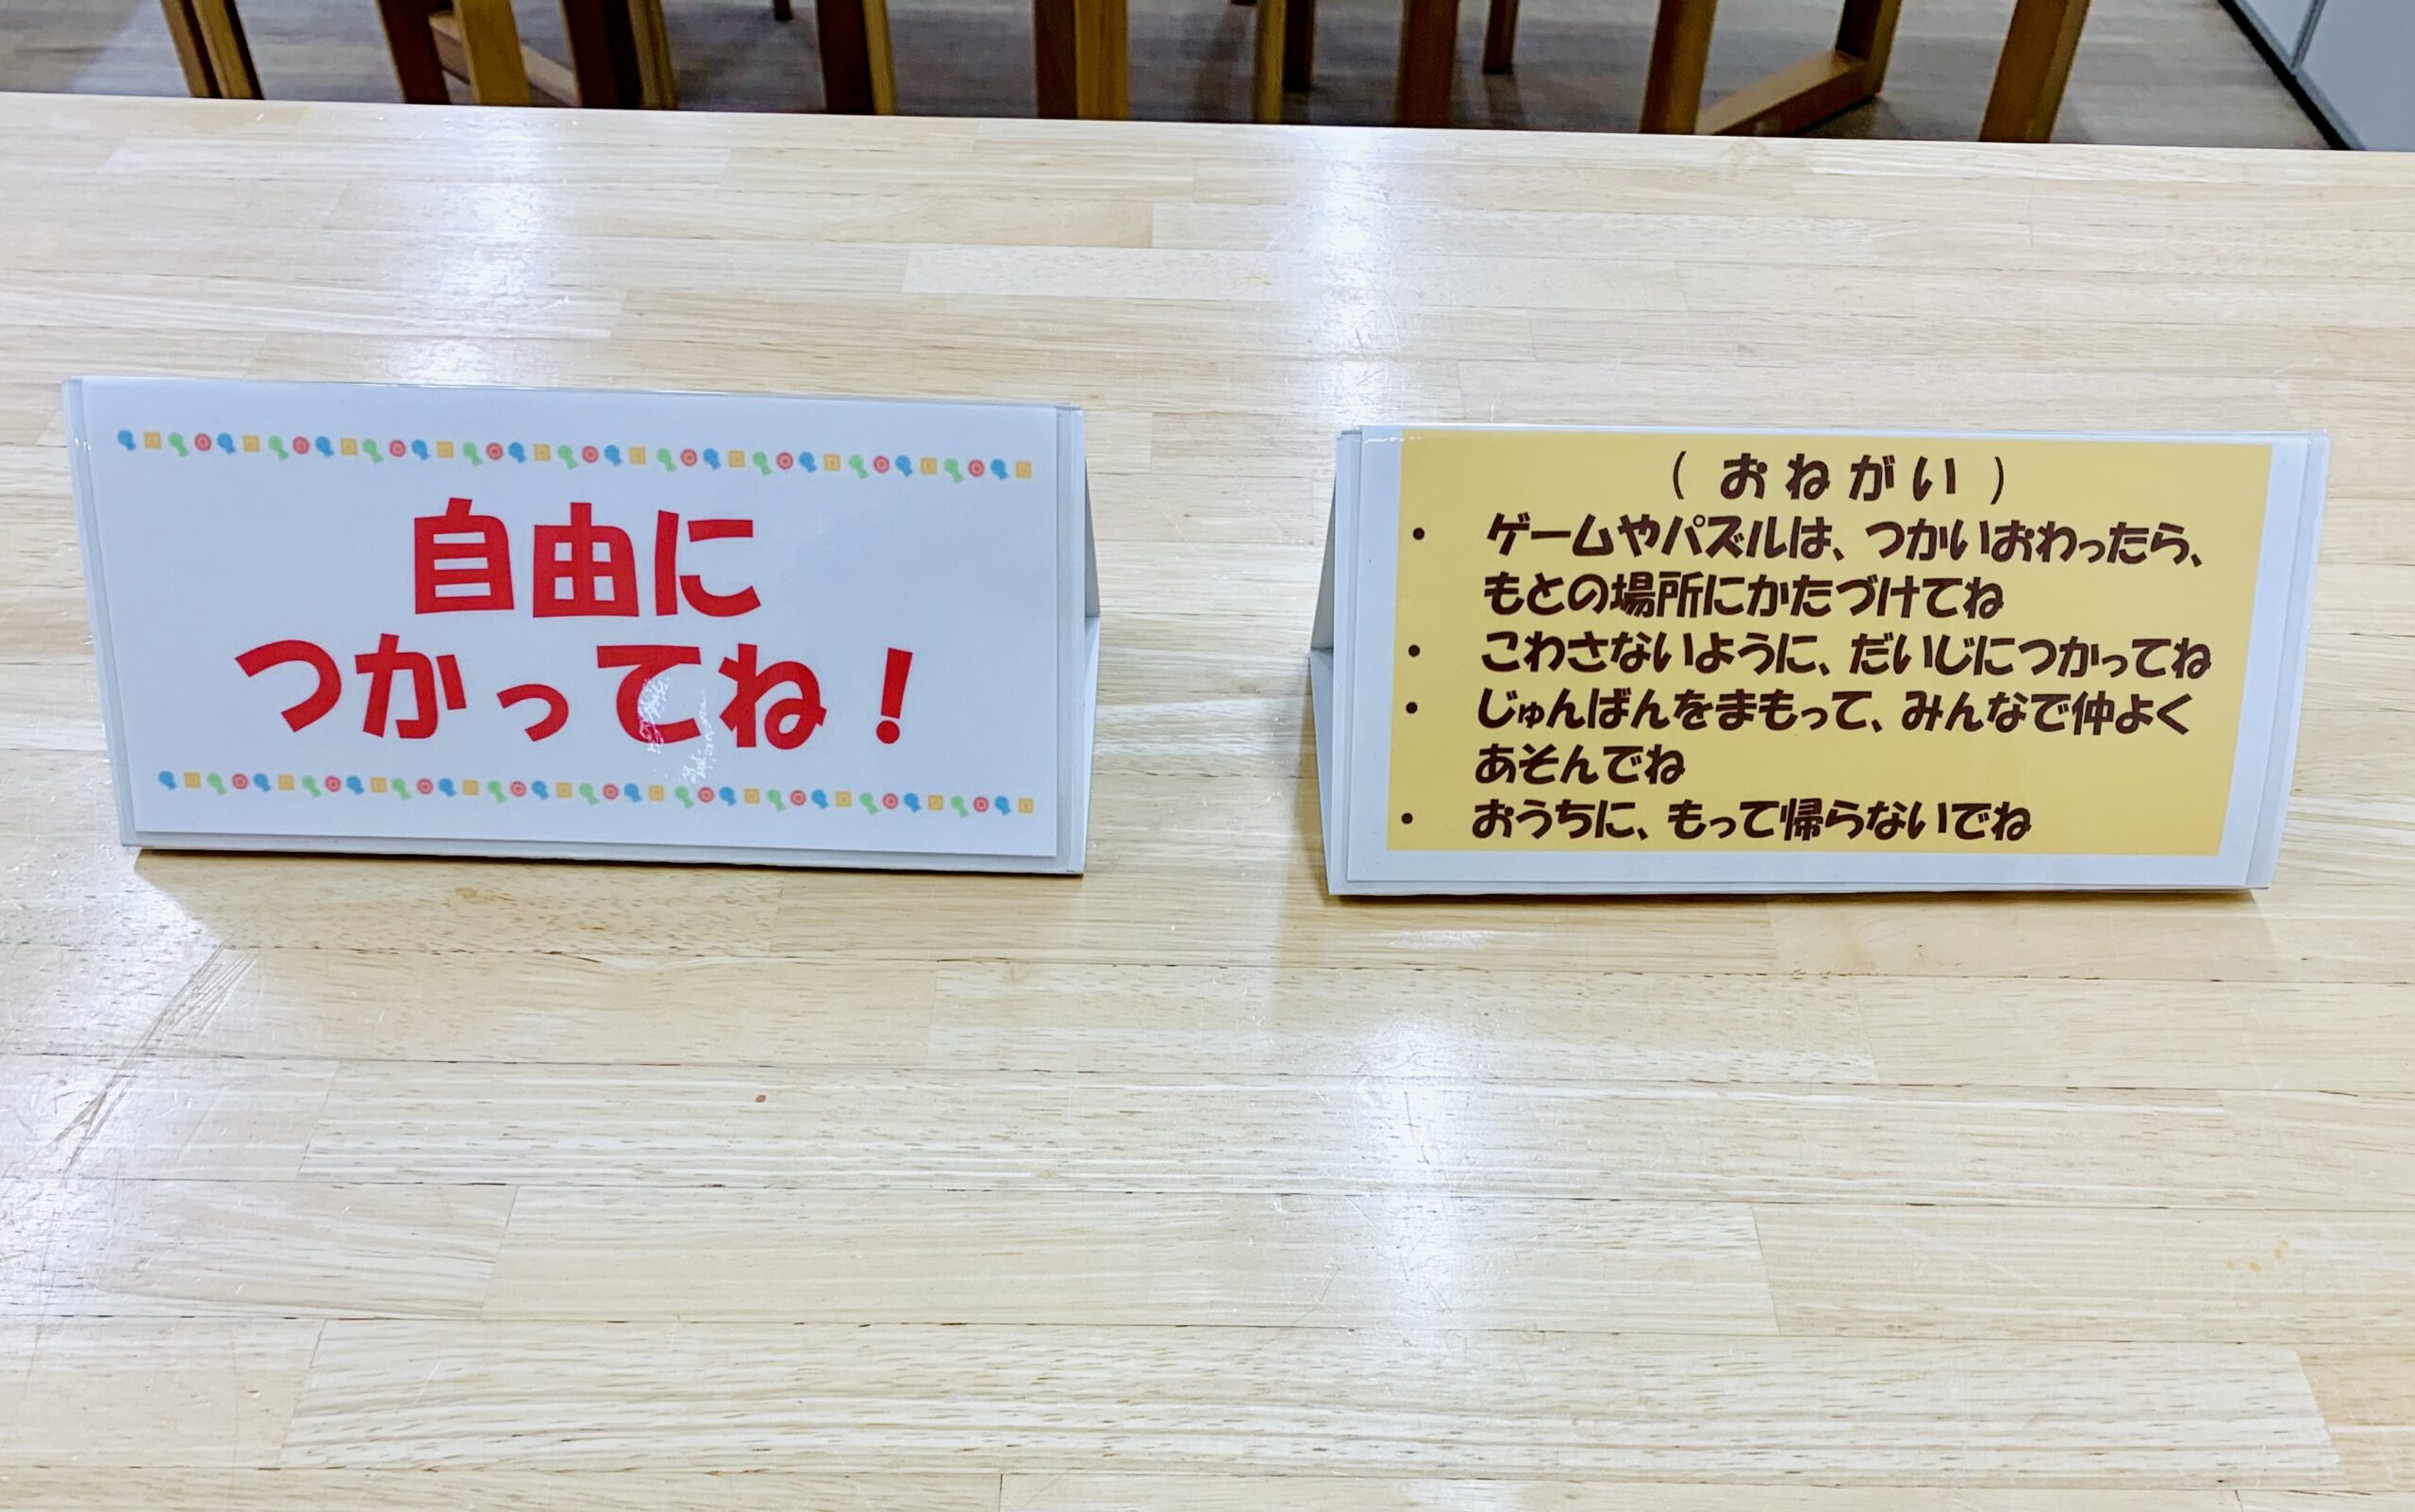 自由に
つかってね！
（おねがい）
・ ゲームやパズルは、つかいおわったら、
もとの場所にかたづけてね
・ こわさないように、だいじにつかってね
・ じゅんばんをまもって、みんなで仲よく
あそんでね
・ おうちに、もって帰らないでね